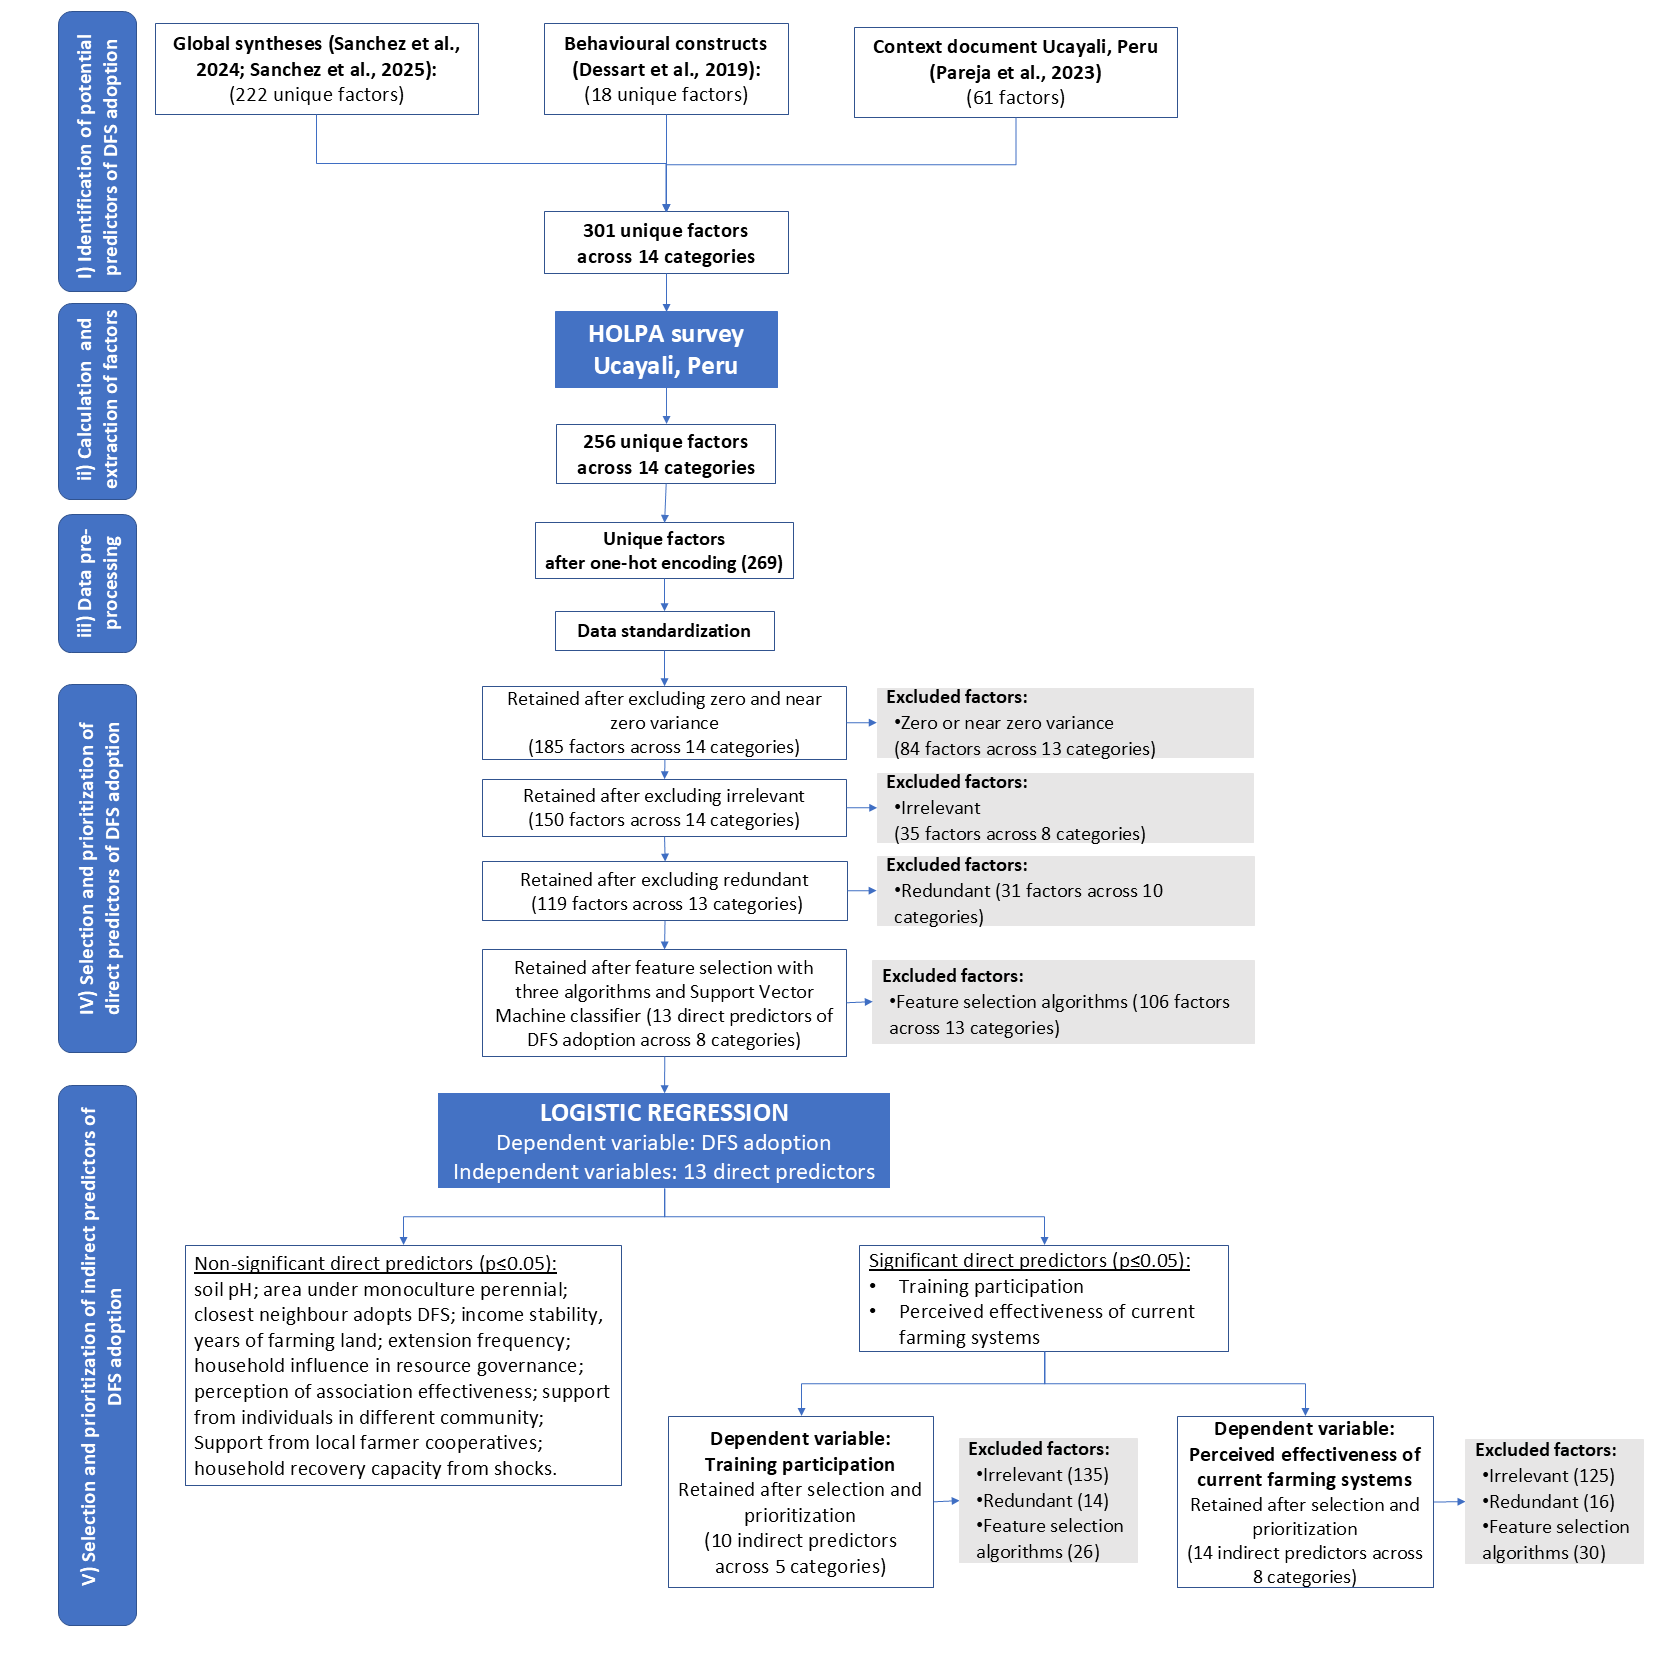 I) Identification of potential
predictors of DFS adoption
Global syntheses (Sanchez et al.,
2024; Sanchez et al., 2025):
(222 unique factors)
Behavioural constructs
(Dessart et al., 2019):
(18 unique factors)
Context document Ucayali, Peru
(Pareja et al., 2023)
(61 factors)
301 unique factors
across 14 categories
ii) Calculation and
extraction of factors
HOLPA survey
Ucayali, Peru
256 unique factors
across 14 categories
iii) Data pre-
processing
Unique factors
after one-hot encoding (269)
Data standardization
IV) Selection and prioritization of
direct predictors of DFS adoption
Retained after excluding zero and near
zero variance
(185 factors across 14 categories)
Excluded factors:
•Zero or near zero variance
(84 factors across 13 categories)
Retained after excluding irrelevant
(150 factors across 14 categories)
Excluded factors:
•Irrelevant
(35 factors across 8 categories)
Retained after excluding redundant
(119 factors across 13 categories)
Excluded factors:
•Redundant (31 factors across 10
categories)
Retained after feature selection with
three algorithms and Support Vector
Machine classifier (13 direct predictors of
DFS adoption across 8 categories)
Excluded factors:
•Feature selection algorithms (106 factors
across 13 categories)
V) Selection and prioritization of indirect predictors of
DFS adoption
LOGISTIC REGRESSION
Dependent variable: DFS adoption
Independent variables: 13 direct predictors
Non-significant direct predictors (p≤0.05):
soil pH; area under monoculture perennial;
closest neighbour adopts DFS; income stability,
years of farming land; extension frequency;
household influence in resource governance;
perception of association effectiveness; support
from individuals in different community;
Support from local farmer cooperatives;
household recovery capacity from shocks.
Significant direct predictors (p≤0.05):
• Training participation
• Perceived effectiveness of current
farming systems
Dependent variable:
Training participation
Retained after selection and
prioritization
(10 indirect predictors
across 5 categories)
Excluded factors:
•Irrelevant (135)
•Redundant (14)
•Feature selection
algorithms (26)
Dependent variable:
Perceived effectiveness of
current farming systems
Retained after selection and
prioritization
(14 indirect predictors across
8 categories)
Excluded factors:
•Irrelevant (125)
•Redundant (16)
•Feature selection
algorithms (30)